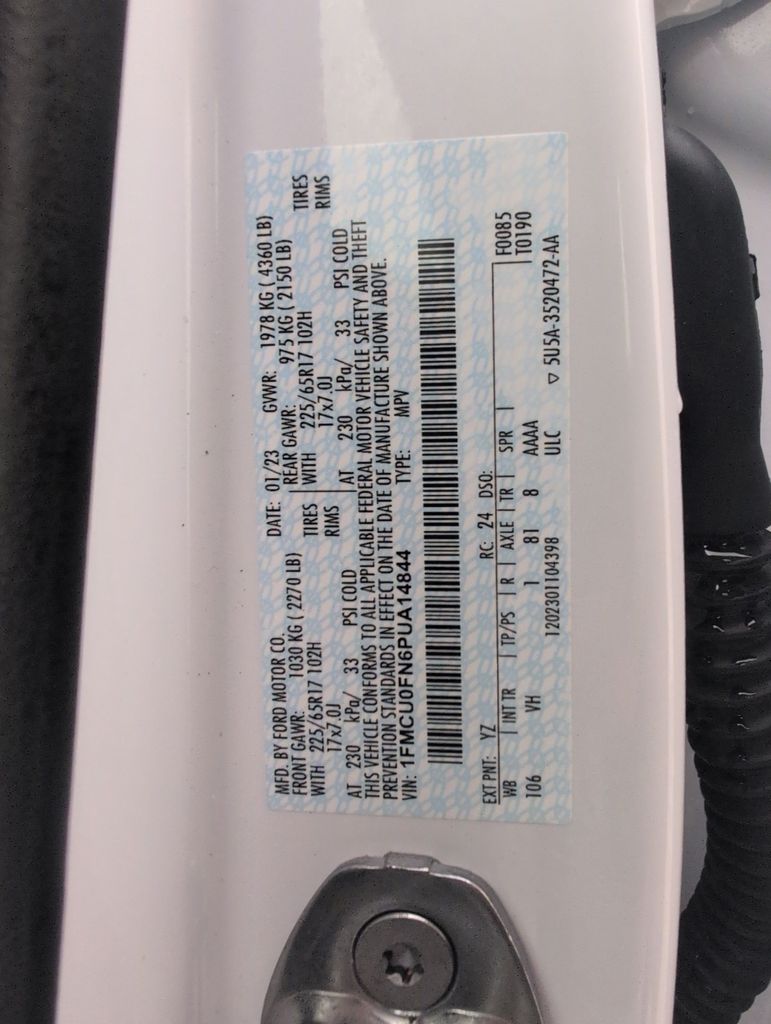 MFD. BY FORD MOTOR CO. DATE: 01/23 GVWR: 1978 KG ( 4360 LB)
FRONT GAWR: 1030 KG ( 2270 LB) REAR GAWR: 975 KG ( 2150 LB)
WITH 225/65R17 102H TIRES WITH 225/65R17 102H TIRES
17x7.0J RIMS 17x7.0J RIMS
AT 230 kPa/ 33 PSI COLD AT 230 kPa/ 33 PSI COLD
THIS VEHICLE CONFORMS TO ALL APPLICABLE FEDERAL MOTOR VEHICLE SAFETY AND THEFT
PREVENTION STANDARDS IN EFFECT ON THE DATE OF MANUFACTURE SHOWN ABOVE.
VIN: 1FMCU0FN6PUA14844 TYPE: MPV
EXT PNT: YZ RC: 24 DSO: F0085
WB INT TR TP/PS R AXLE TR SPR T0190
106 VH 1 81 8 AAAA
1202301104398 ULC ▽ 5U5A-3520472-AA